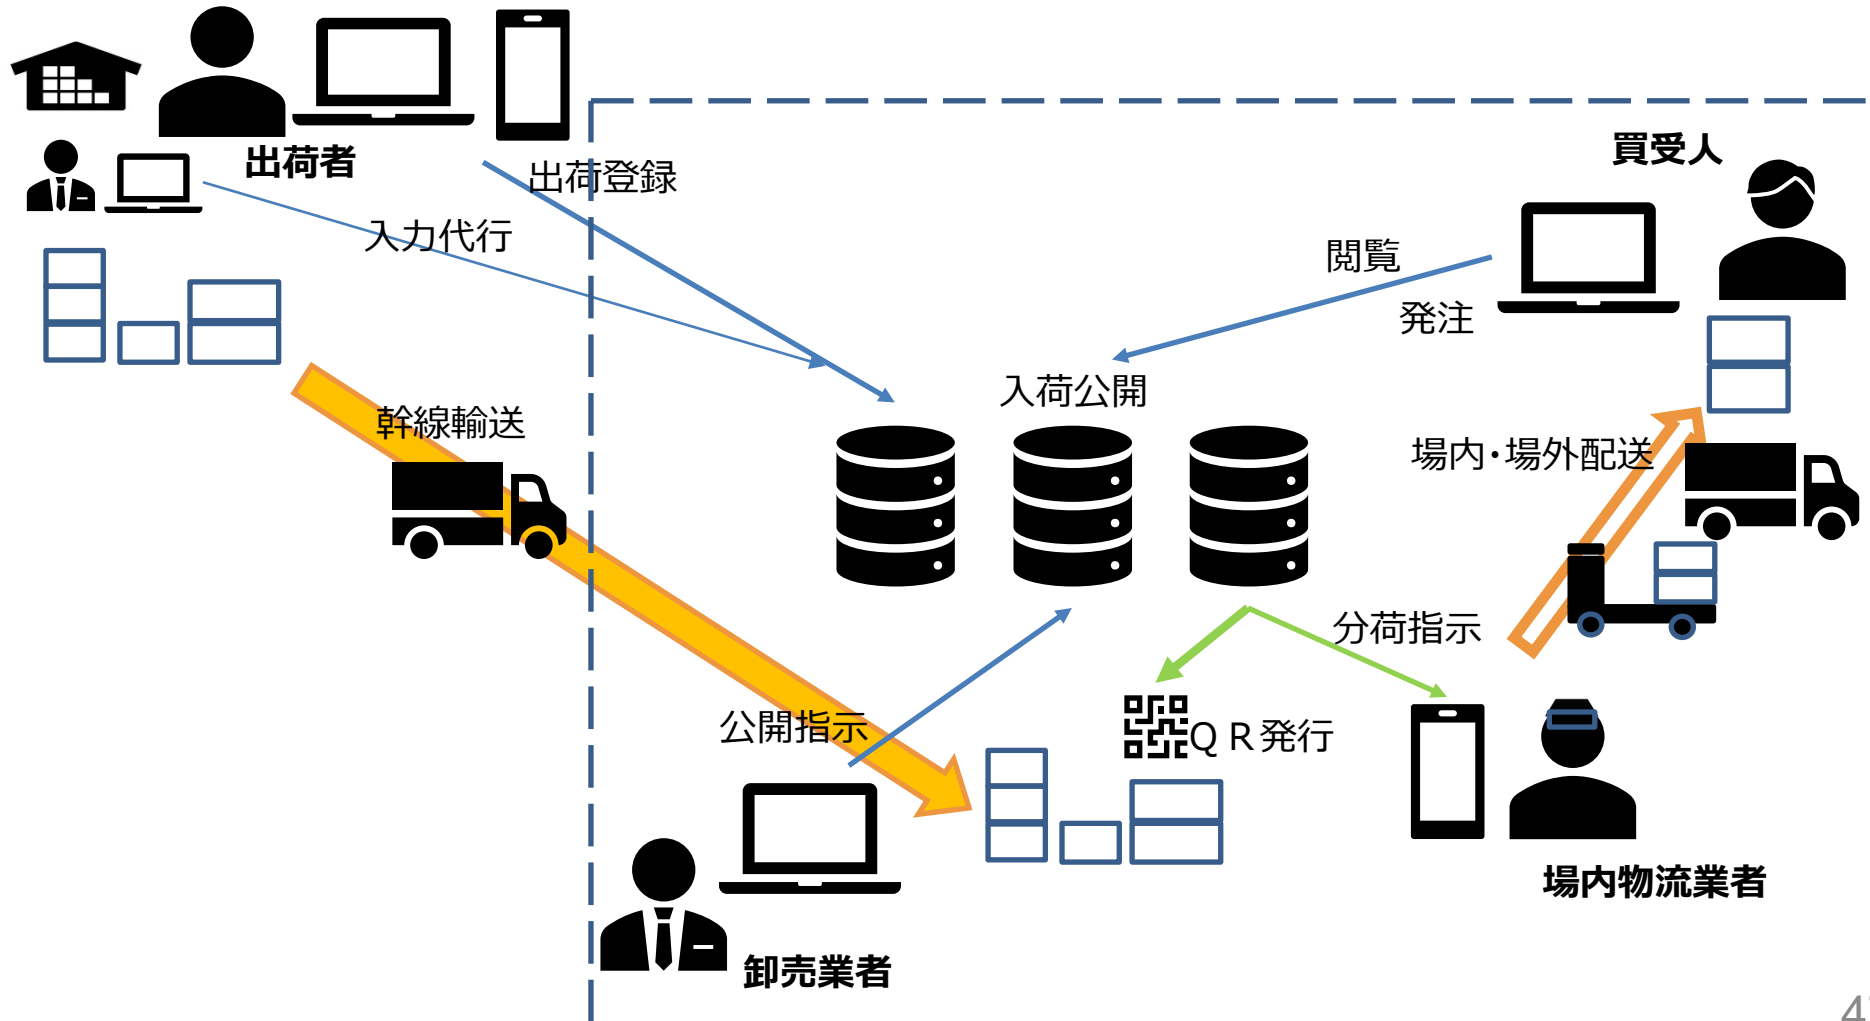 出荷者
出荷登録
入力代行
買受人
閲覧
発注
入荷公開
幹線輸送
場内・場外配送
分荷指示
公開指示
ＱＲ発行
場内物流業者
卸売業者